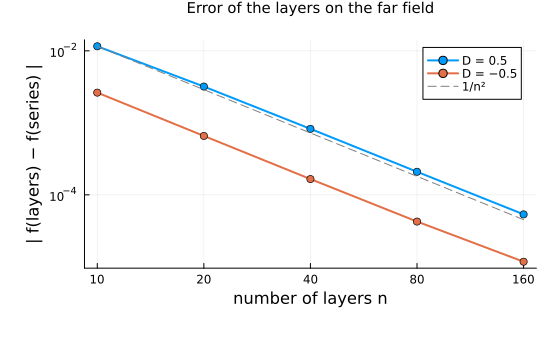 Error of the layers on the far field
| f(layers) − f(series) |
10⁻²
10⁻⁴
D = 0.5
D = −0.5
1/n²
10 20 40 80 160
number of layers n